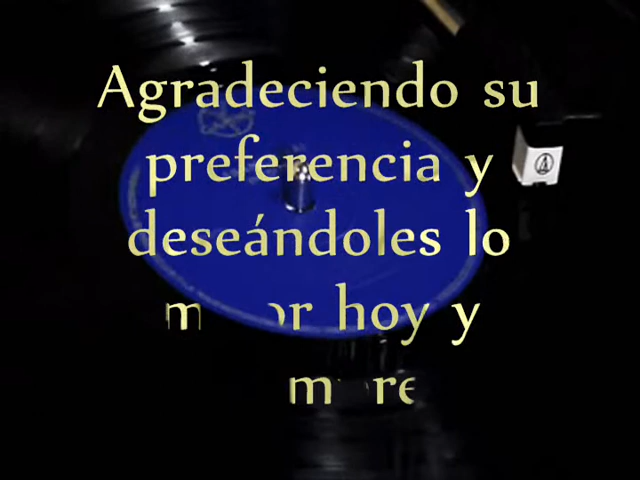 Agradeciendo su
preferencia y
deseándoles lo
hoy y